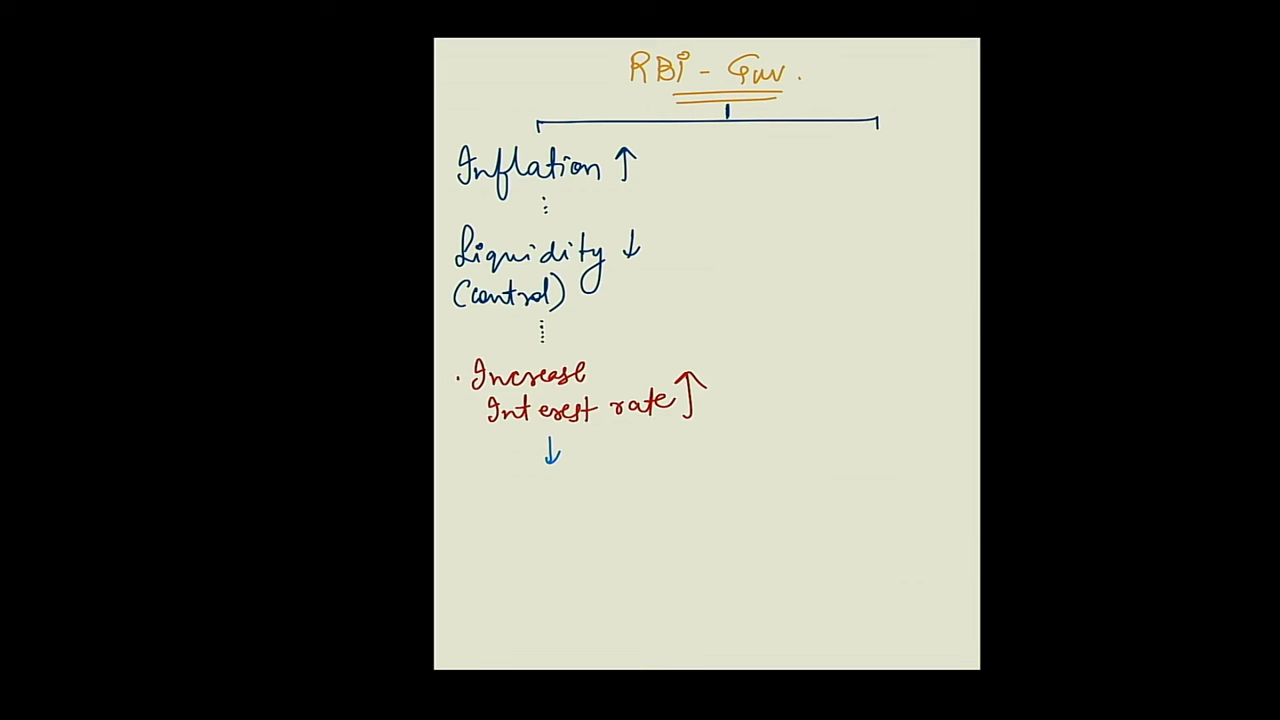 RBI - Gov.
Inflation ↑
Liquidity ↓
(control)
. Increase
Interest rate ↑
↓